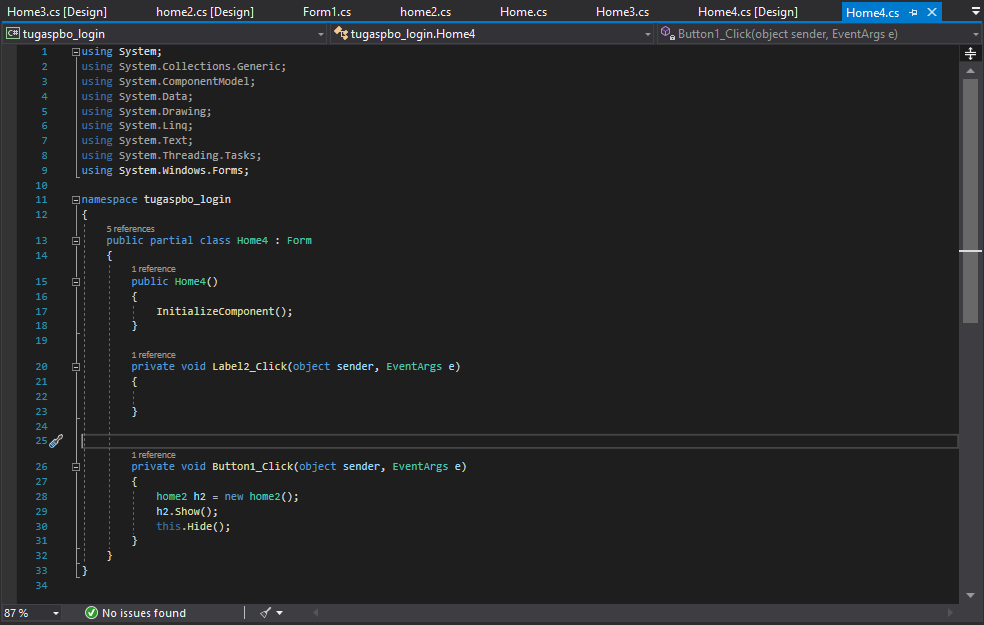 Home3.cs [Design] home2.cs [Design] Form1.cs home2.cs Home.cs Home3.cs Home4.cs [Design] Home4.cs
C# tugaspbo_login tugaspbo_login.Home4 Button1_Click(object sender, EventArgs e)
1 using System;
2 using System.Collections.Generic;
3 using System.ComponentModel;
4 using System.Data;
5 using System.Drawing;
6 using System.Linq;
7 using System.Text;
8 using System.Threading.Tasks;
9 using System.Windows.Forms;
10
11 namespace tugaspbo_login
12 {
5 references
13 public partial class Home4 : Form
14 {
1 reference
15 public Home4()
16 {
17 InitializeComponent();
18 }
19
1 reference
20 private void Label2_Click(object sender, EventArgs e)
21 {
22
23 }
24
25
1 reference
26 private void Button1_Click(object sender, EventArgs e)
27 {
28 home2 h2 = new home2();
29 h2.Show();
30 this.Hide();
31 }
32 }
33 }
34
87 % No issues found